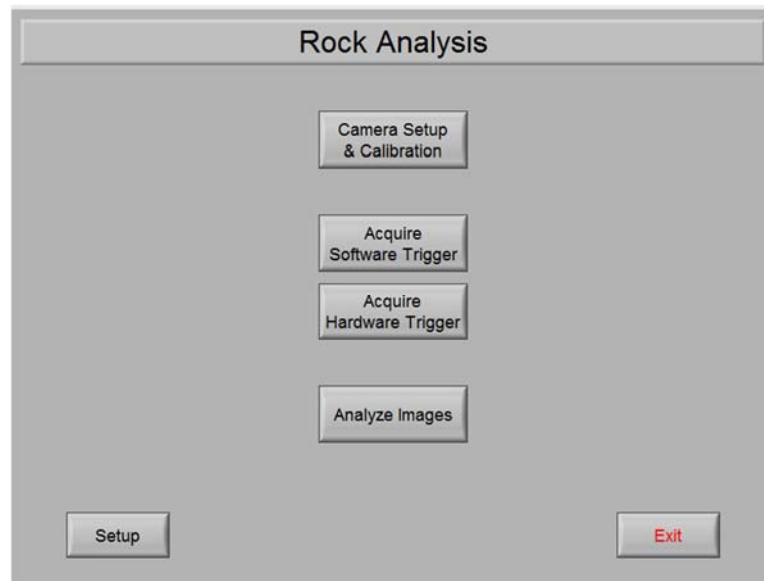 Rock Analysis
Camera Setup
& Calibration
Acquire
Software Trigger
Acquire
Hardware Trigger
Analyze Images
Setup
Exit